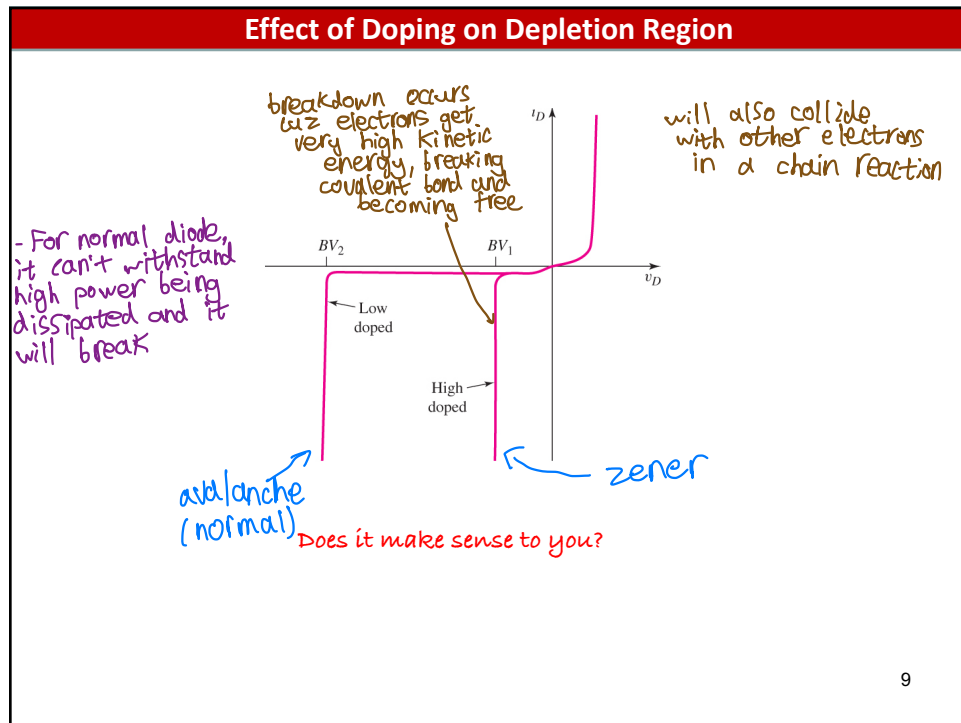 Effect of Doping on Depletion Region
breakdown occurs
cuz electrons get
very high kinetic
energy, breaking
covalent bond and
becoming free
i_D
will also collide
with other electrons
in a chain reaction
- For normal diode,
it can't withstand
high power being
dissipated and it
will break
BV₂
BV₁
v_D
Low
doped
High
doped
avalanche
(normal)
zener
Does it make sense to you?
9